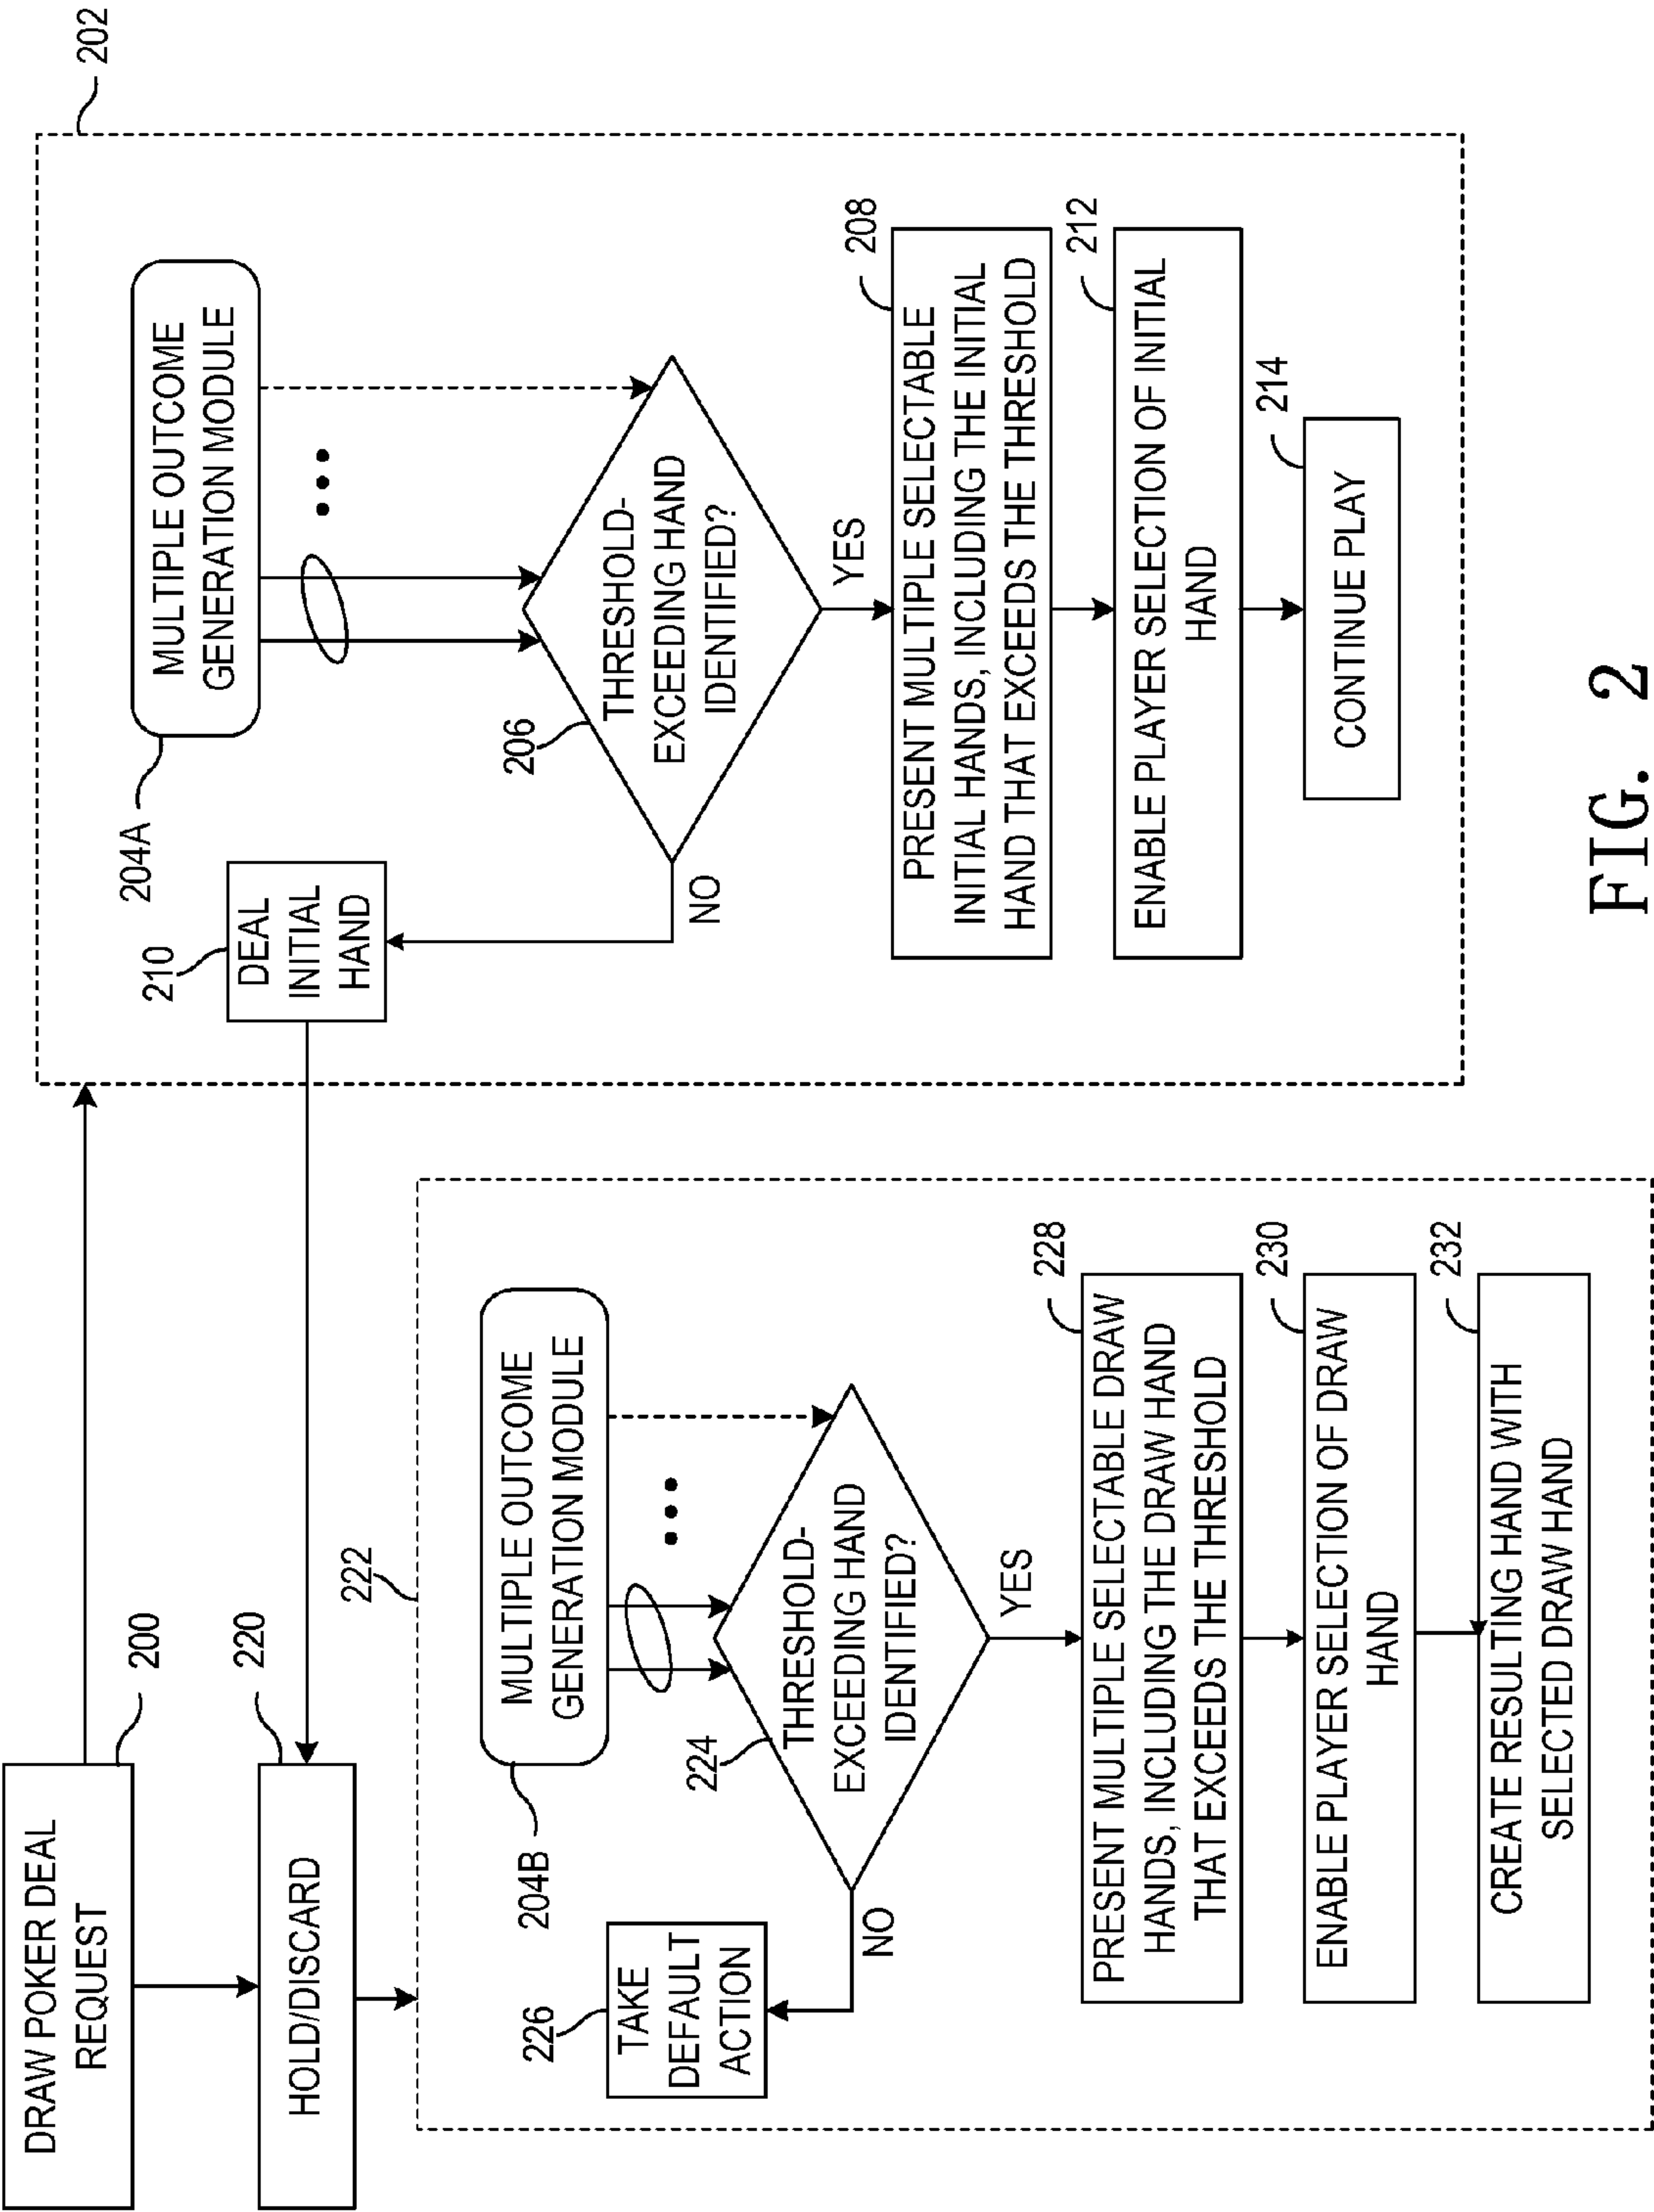 DRAW POKER DEAL
REQUEST
200
HOLD/DISCARD
220
202
MULTIPLE OUTCOME
GENERATION MODULE
204A
210
DEAL
INITIAL
HAND
206
THRESHOLD-
EXCEEDING HAND
IDENTIFIED?
NO
YES
208
PRESENT MULTIPLE SELECTABLE
INITIAL HANDS, INCLUDING THE INITIAL
HAND THAT EXCEEDS THE THRESHOLD
212
ENABLE PLAYER SELECTION OF INITIAL
HAND
214
CONTINUE PLAY
222
MULTIPLE OUTCOME
GENERATION MODULE
204B
226
TAKE
DEFAULT
ACTION
224
THRESHOLD-
EXCEEDING HAND
IDENTIFIED?
NO
YES
228
PRESENT MULTIPLE SELECTABLE DRAW
HANDS, INCLUDING THE DRAW HAND
THAT EXCEEDS THE THRESHOLD
230
ENABLE PLAYER SELECTION OF DRAW
HAND
232
CREATE RESULTING HAND WITH
SELECTED DRAW HAND
FIG. 2